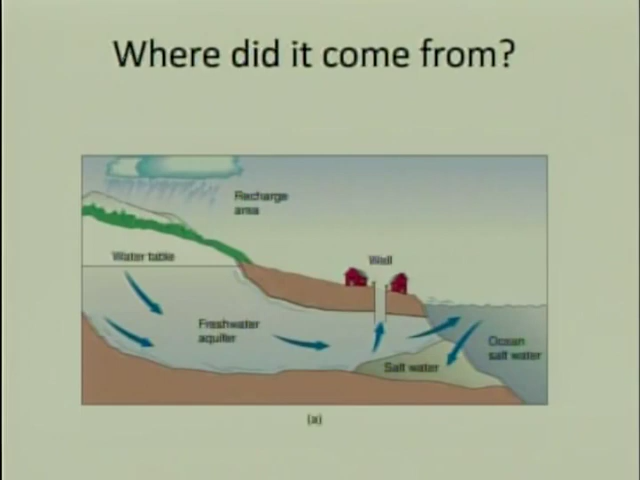 Where did it come from?
Recharge
area
Water table
Well
Freshwater
aquifer
Ocean
salt water
Salt water
(a)